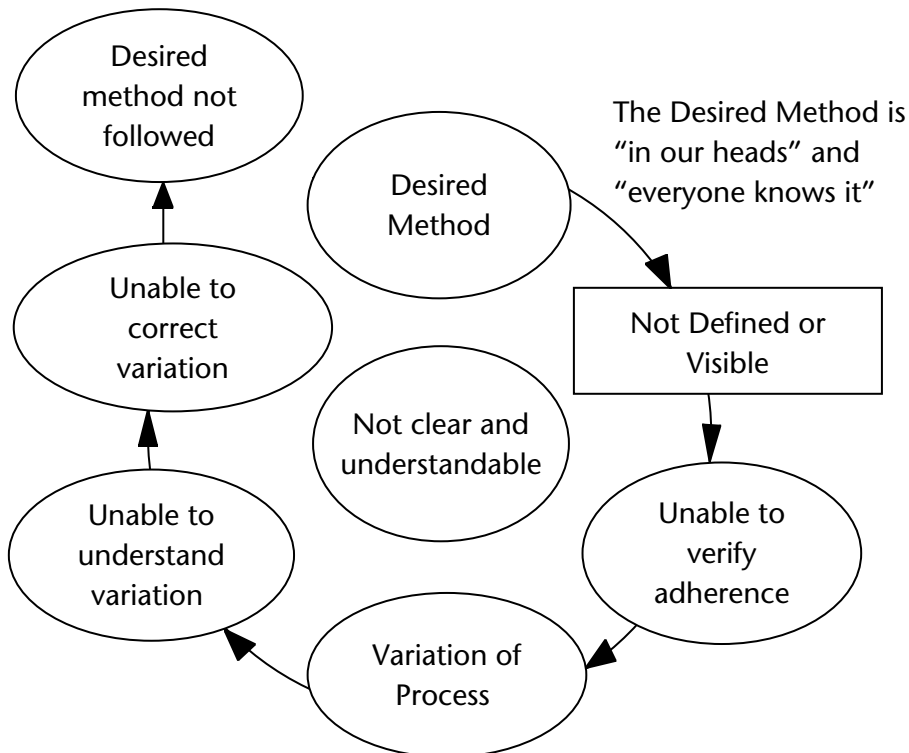 Desired
method not
followed
Desired
Method
The Desired Method is
“in our heads” and
“everyone knows it”
Not Defined or
Visible
Unable to
correct
variation
Not clear and
understandable
Unable to
understand
variation
Unable to
verify
adherence
Variation of
Process